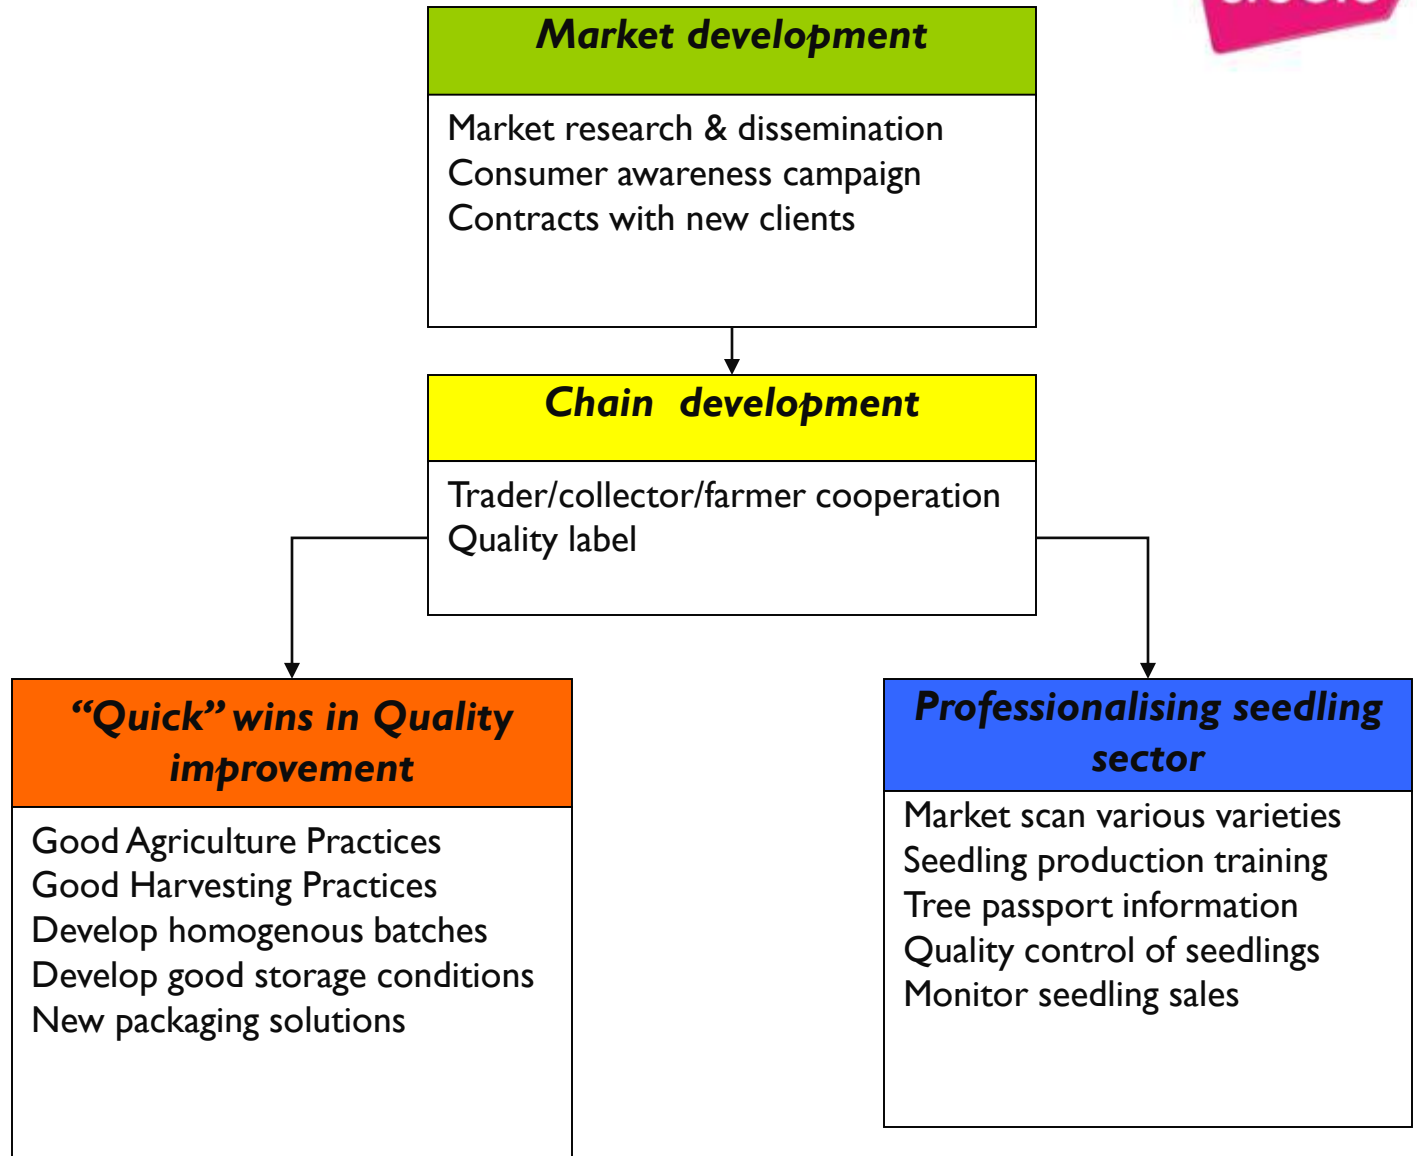 Market development
Market research & dissemination
Consumer awareness campaign
Contracts with new clients
Chain development
Trader/collector/farmer cooperation
Quality label
“Quick” wins in Quality
improvement
Good Agriculture Practices
Good Harvesting Practices
Develop homogenous batches
Develop good storage conditions
New packaging solutions
Professionalising seedling
sector
Market scan various varieties
Seedling production training
Tree passport information
Quality control of seedlings
Monitor seedling sales